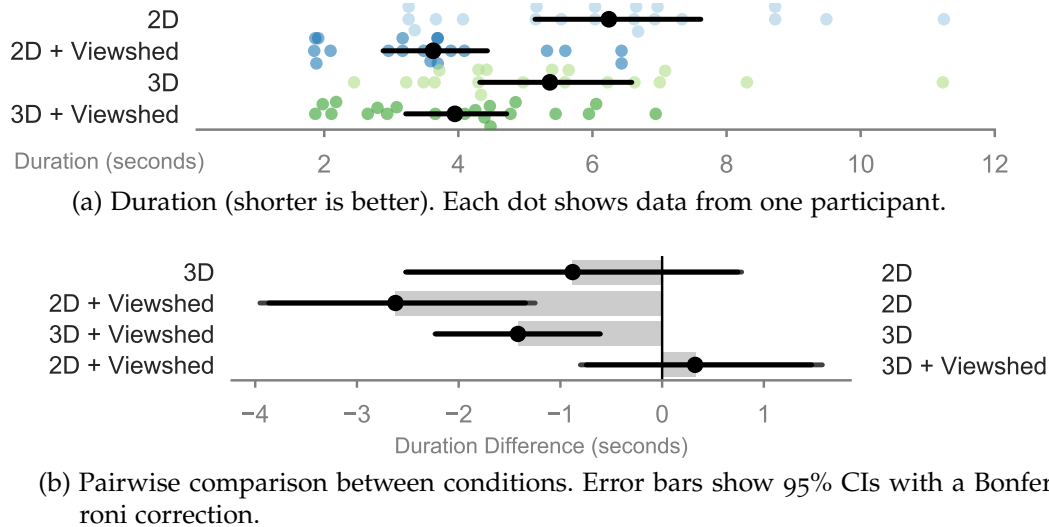 2D
2D + Viewshed
3D
3D + Viewshed
Duration (seconds) 2 4 6 8 10 12
(a) Duration (shorter is better). Each dot shows data from one participant.
3D 2D
2D + Viewshed 2D
3D + Viewshed 3D
2D + Viewshed 3D + Viewshed
−4 −3 −2 −1 0 1
Duration Difference (seconds)
(b) Pairwise comparison between conditions. Error bars show 95% CIs with a Bonfer
roni correction.